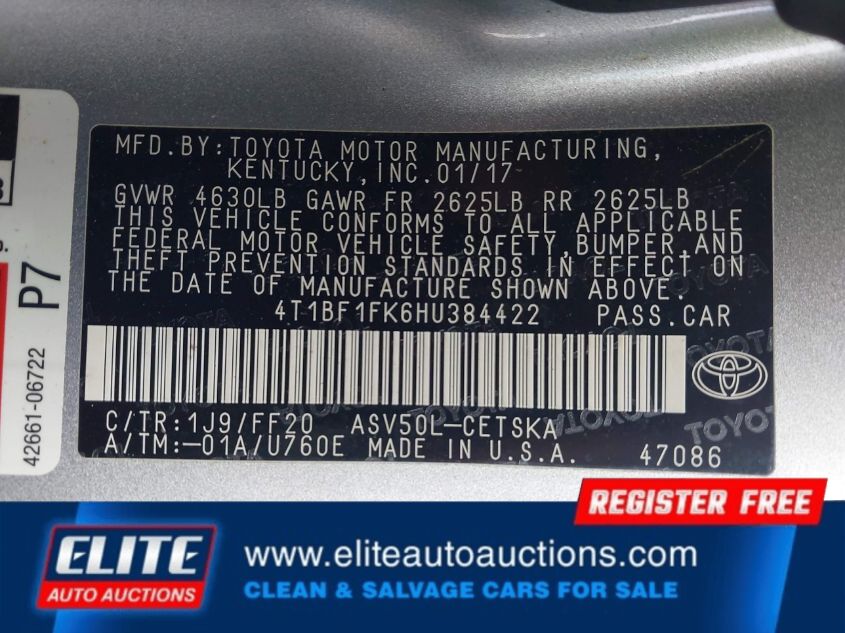 MFD.BY:TOYOTA MOTOR MANUFACTURING,
KENTUCKY,INC.01/17
GVWR 4630LB GAWR FR 2625LB RR 2625LB
THIS VEHICLE CONFORMS TO ALL APPLICABLE
FEDERAL MOTOR VEHICLE SAFETY,BUMPER,AND
THEFT PREVENTION STANDARDS IN EFFECT ON
THE DATE OF MANUFACTURE SHOWN ABOVE.
4T1BF1FK6HU384422 PASS.CAR
C/TR:1J9/FF20 ASV50L-CETSKA
A/TM:-01A/U760E MADE IN U.S.A. 47086
P7
42661-06722
TOYOTA
REGISTER FREE
ELITE
AUTO AUCTIONS
www.eliteautoauctions.com
CLEAN & SALVAGE CARS FOR SALE